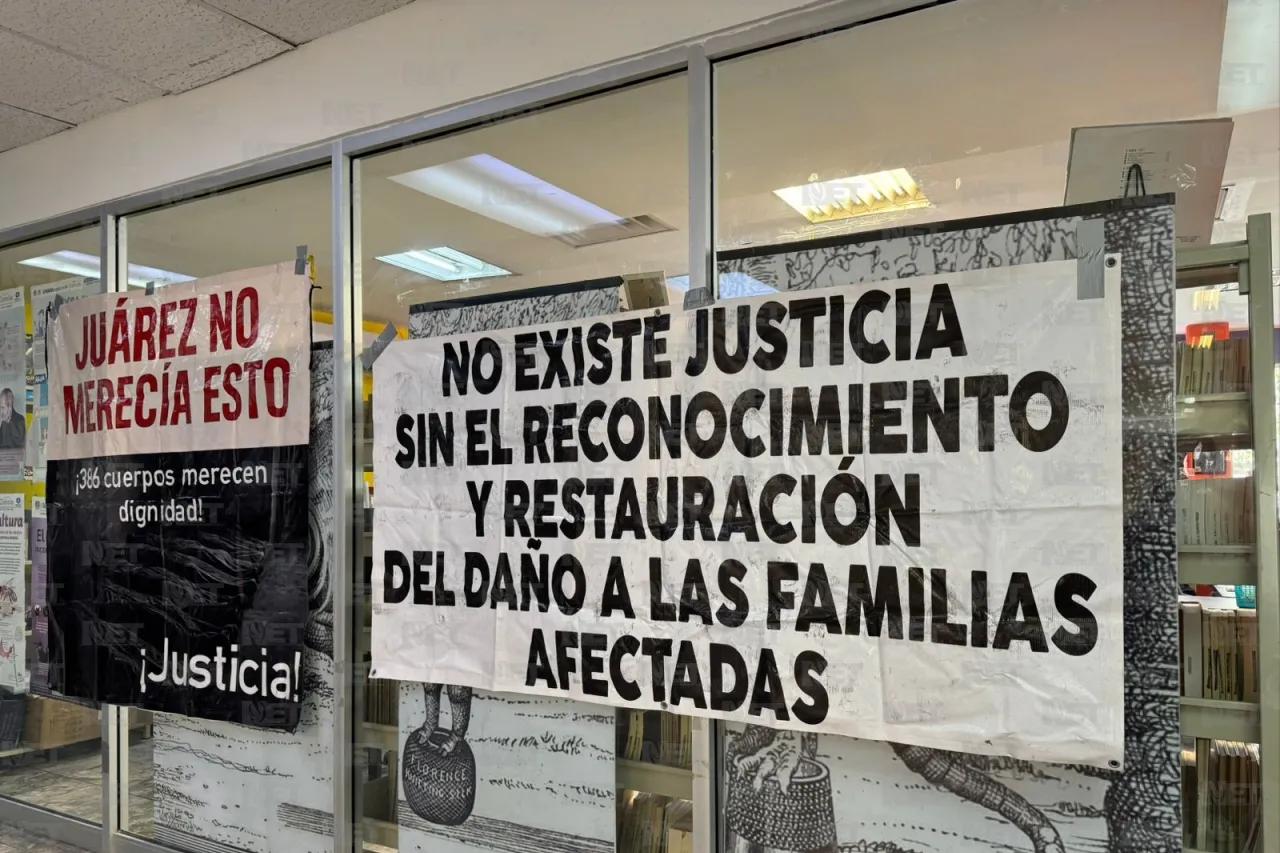 JUÁREZ NO
MERECÍA ESTO
¡386 cuerpos merecen
dignidad!
¡Justicia!
NO EXISTE JUSTICIA
SIN EL RECONOCIMIENTO
Y RESTAURACIÓN
DEL DAÑO A LAS FAMILIAS
AFECTADAS
FLORENCE
NET